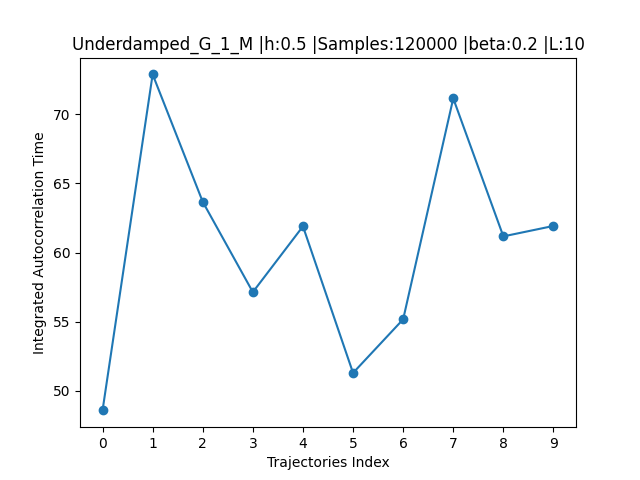 Underdamped_G_1_M |h:0.5 |Samples:120000 |beta:0.2 |L:10
Integrated Autocorrelation Time
70
65
60
55
50
0 1 2 3 4 5 6 7 8 9
Trajectories Index